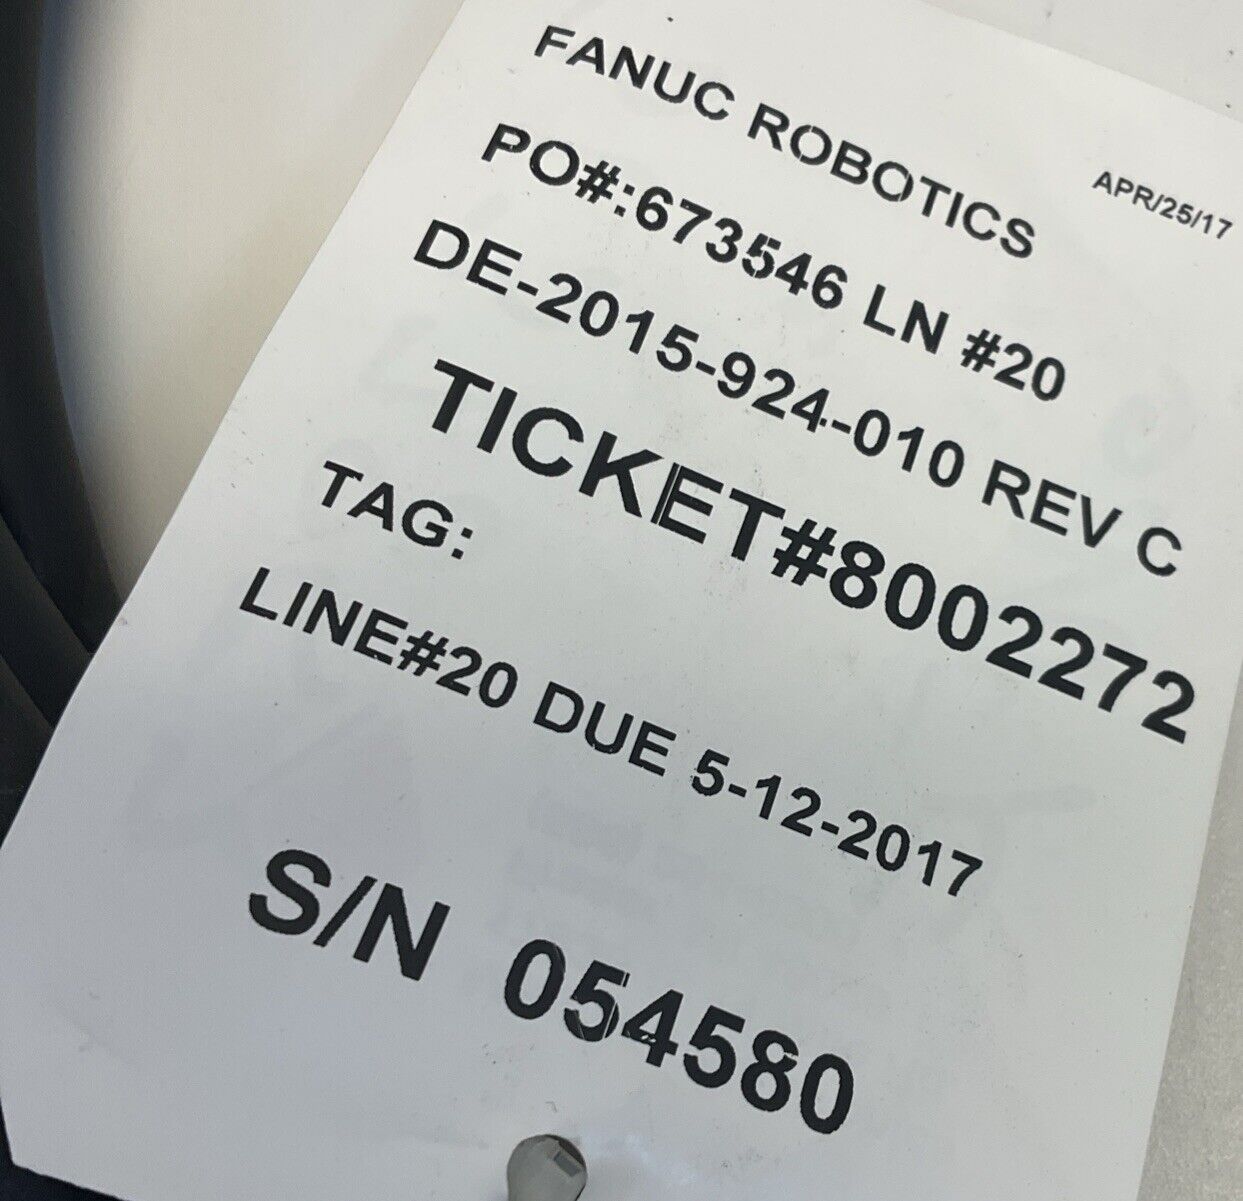 FANUC ROBOTICS
APR/25/17
PO#:673546 LN #20
DE-2015-924-010 REV C
TICKET#8002272
TAG:
LINE#20 DUE 5-12-2017
S/N 054580